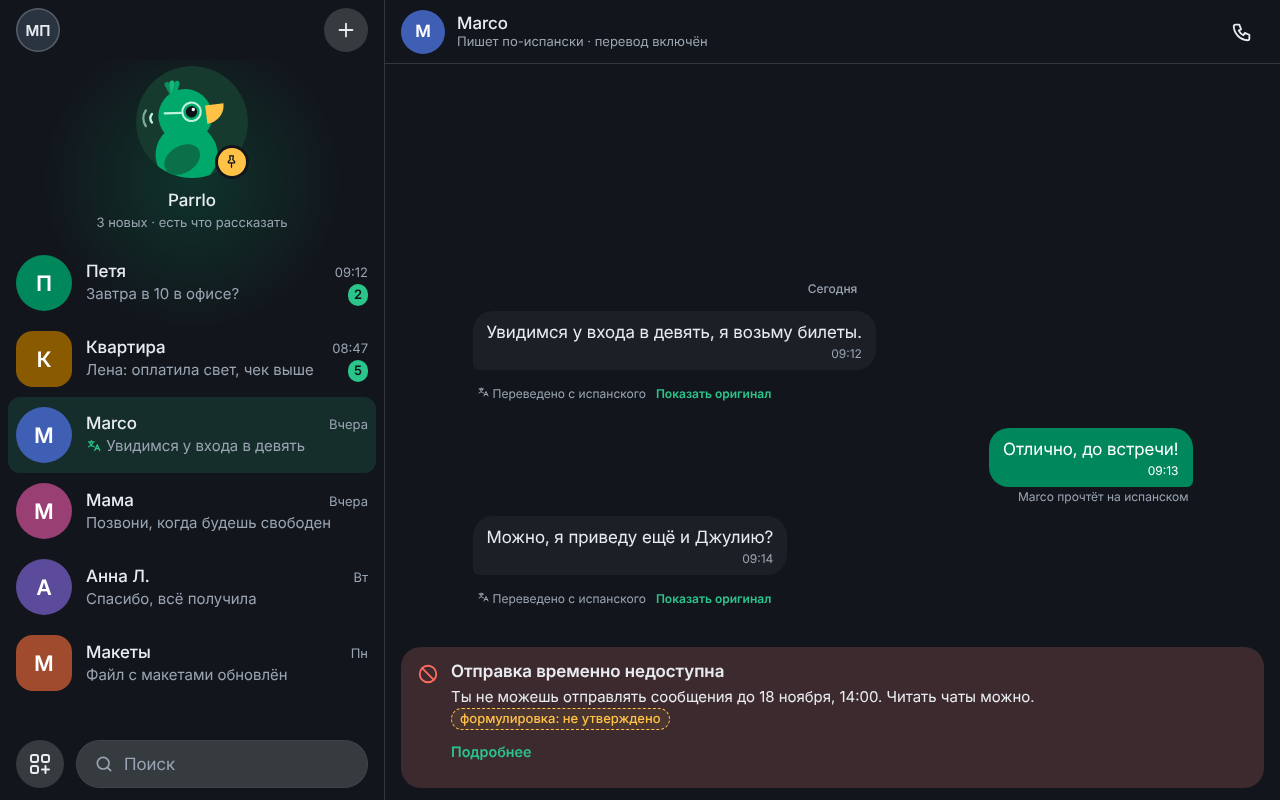 МП
Parrlo
3 новых · есть что рассказать
П
Петя
09:12
Завтра в 10 в офисе?
2
К
Квартира
08:47
Лена: оплатила свет, чек выше
5
M
Marco
Вчера
Увидимся у входа в девять
М
Мама
Вчера
Позвони, когда будешь свободен
А
Анна Л.
Вт
Спасибо, всё получила
М
Макеты
Пн
Файл с макетами обновлён
Поиск
M
Marco
Пишет по-испански · перевод включён
Сегодня
Увидимся у входа в девять, я возьму билеты.
09:12
Переведено с испанского Показать оригинал
Отлично, до встречи!
09:13
Marco прочтёт на испанском
Можно, я приведу ещё и Джулию?
09:14
Переведено с испанского Показать оригинал
Отправка временно недоступна
Ты не можешь отправлять сообщения до 18 ноября, 14:00. Читать чаты можно.
формулировка: не утверждено
Подробнее